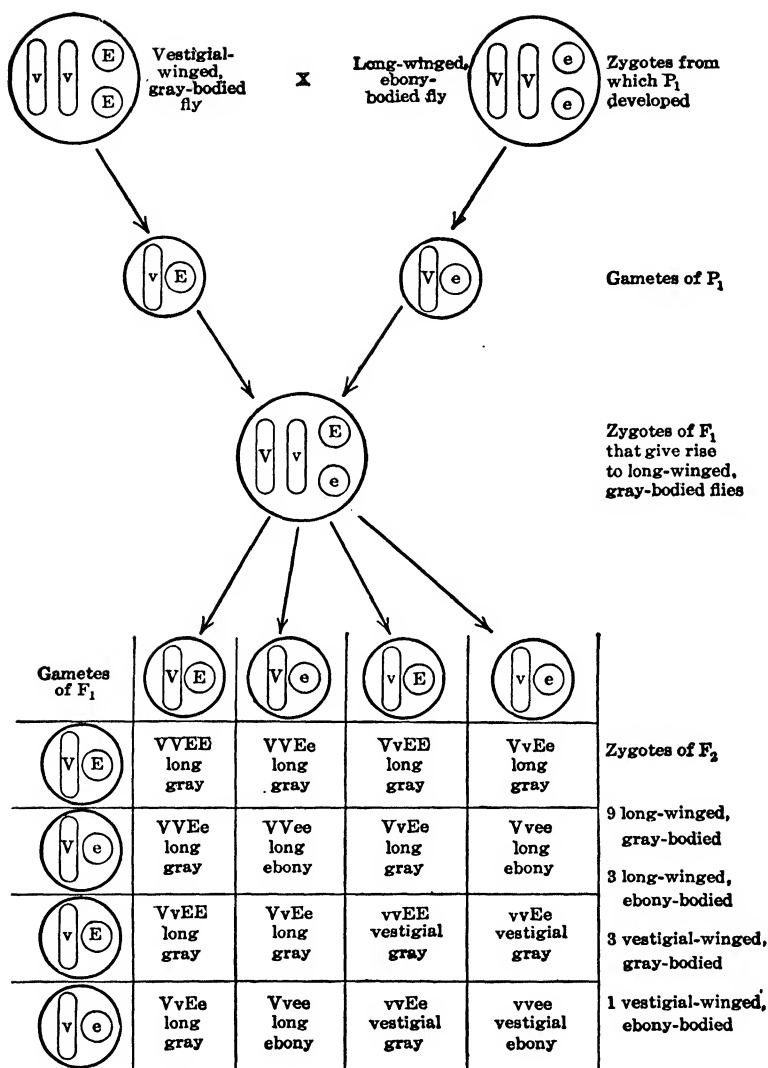 v v E E
Vestigial-
winged,
gray-bodied
fly
x
Long-winged,
ebony-
bodied fly
V V e e
Zygotes from
which P1
developed
v E
V e
Gametes of P1
V v E e
Zygotes of F1
that give rise
to long-winged,
gray-bodied flies
Gametes
of F1
V E
V e
v E
v e
V E
VVEE
long
gray
VVEe
long
gray
VvEE
long
gray
VvEe
long
gray
Zygotes of F2
V e
VVEe
long
gray
VVee
long
ebony
VvEe
long
gray
Vvee
long
ebony
9 long-winged,
gray-bodied
3 long-winged,
ebony-bodied
v E
VvEE
long
gray
VvEe
long
gray
vvEE
vestigial
gray
vvEe
vestigial
gray
3 vestigial-winged,
gray-bodied
v e
VvEe
long
gray
Vvee
long
ebony
vvEe
vestigial
gray
vvee
vestigial
ebony
1 vestigial-winged,
ebony-bodied